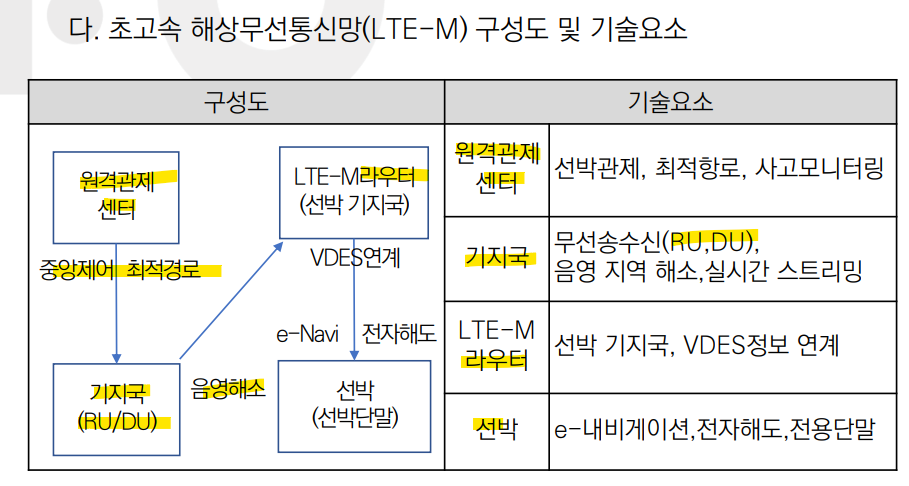 다. 초고속 해상무선통신망(LTE-M) 구성도 및 기술요소
구성도
기술요소
원격관제
센터
LTE-M라우터
(선박 기지국)
중앙제어 최적경로
VDES연계
e-Navi 전자해도
기지국
(RU/DU)
음영해소
선박
(선박단말)
원격관제
센터
선박관제, 최적항로, 사고모니터링
기지국
무선송수신(RU,DU),
음영 지역 해소,실시간 스트리밍
LTE-M
라우터
선박 기지국, VDES정보 연계
선박
e-내비게이션,전자해도,전용단말